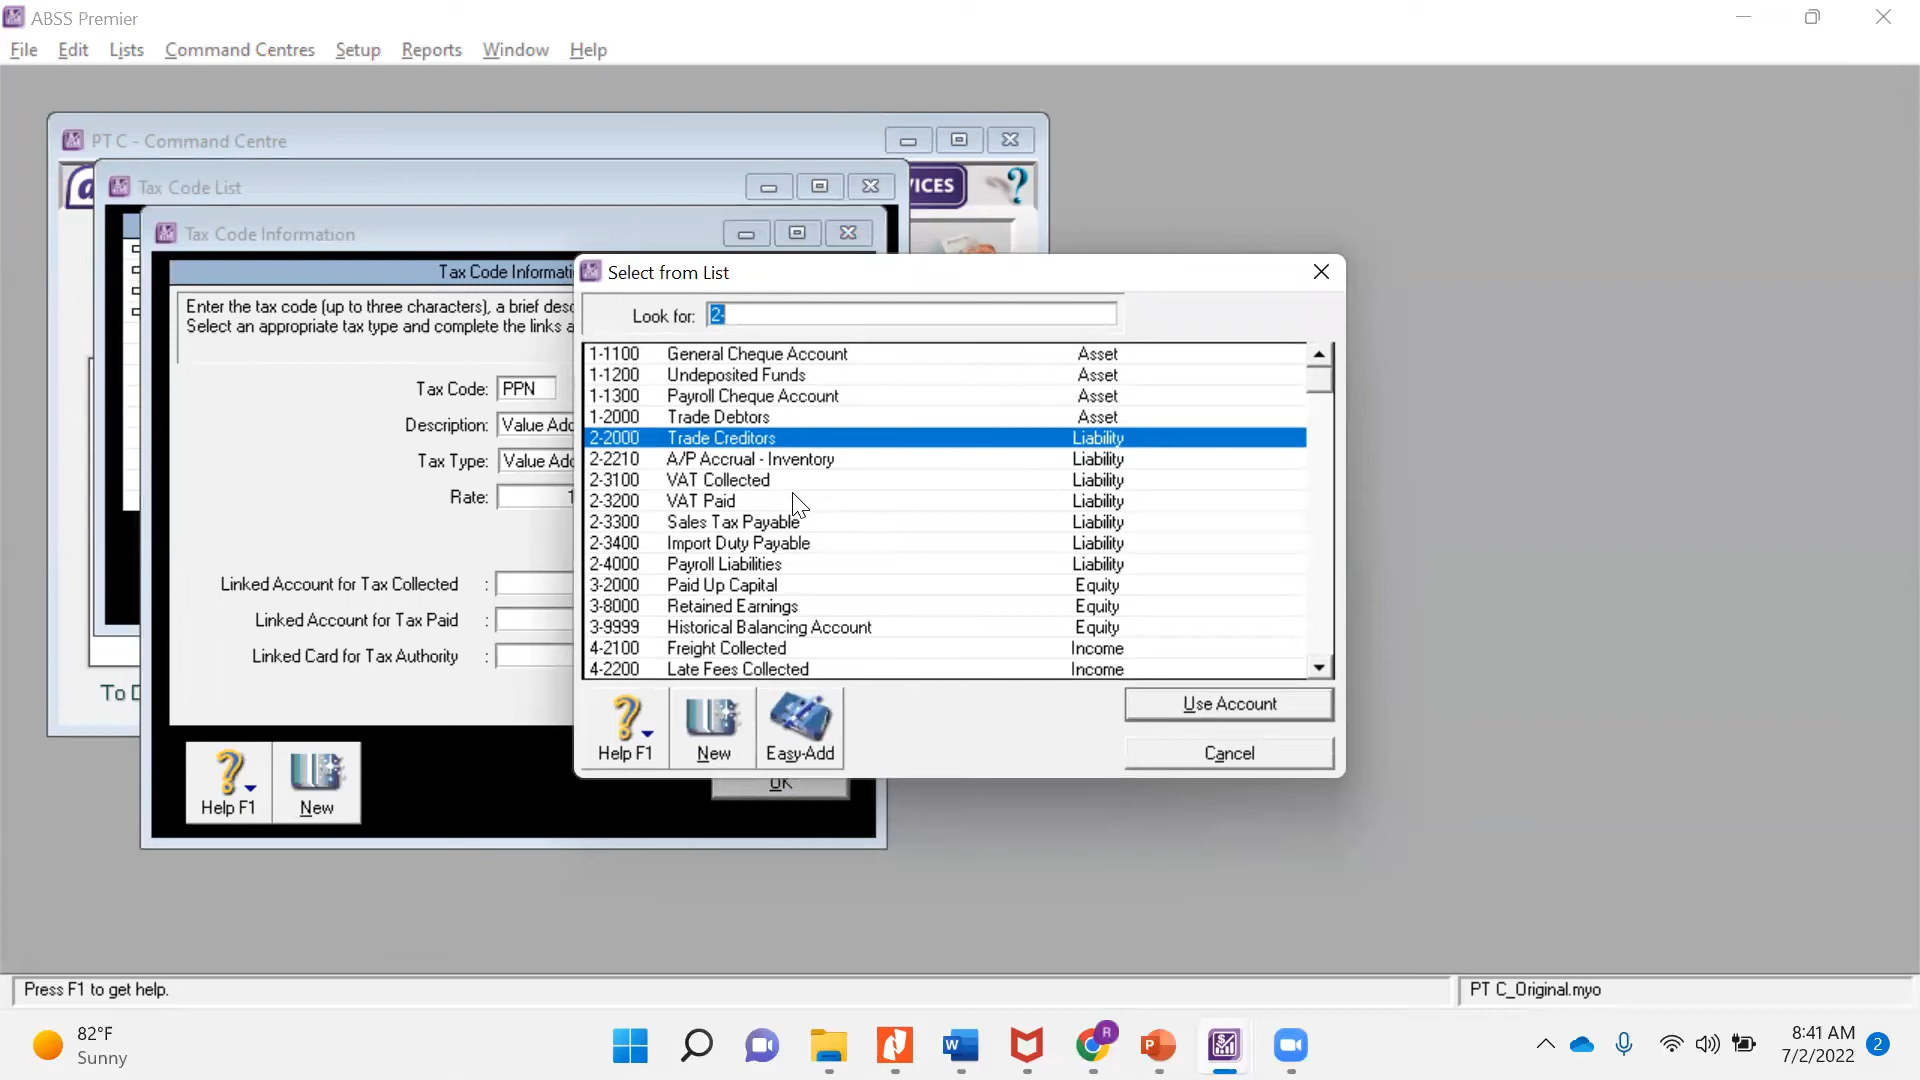 ABSS Premier
File Edit Lists Command Centres Setup Reports Window Help
PT C - Command Centre
Tax Code List
VICES
Tax Code Information
Tax Code Informati
Enter the tax code (up to three characters), a brief desc
Select an appropriate tax type and complete the links a
Tax Code: PPN
Description: Value Add
Tax Type: Value Add
Rate: 1
Linked Account for Tax Collected :
Linked Account for Tax Paid :
Linked Card for Tax Authority :
To D
Help F1 New
OK
Select from List
Look for: 2-
1-1100 General Cheque Account Asset
1-1200 Undeposited Funds Asset
1-1300 Payroll Cheque Account Asset
1-2000 Trade Debtors Asset
2-2000 Trade Creditors Liability
2-2210 A/P Accrual - Inventory Liability
2-3100 VAT Collected Liability
2-3200 VAT Paid Liability
2-3300 Sales Tax Payable Liability
2-3400 Import Duty Payable Liability
2-4000 Payroll Liabilities Liability
3-2000 Paid Up Capital Equity
3-8000 Retained Earnings Equity
3-9999 Historical Balancing Account Equity
4-2100 Freight Collected Income
4-2200 Late Fees Collected Income
Help F1 New Easy-Add
Use Account
Cancel
Press F1 to get help.
PT C_Original.myo
82°F
Sunny
R
8:41 AM
7/2/2022
2